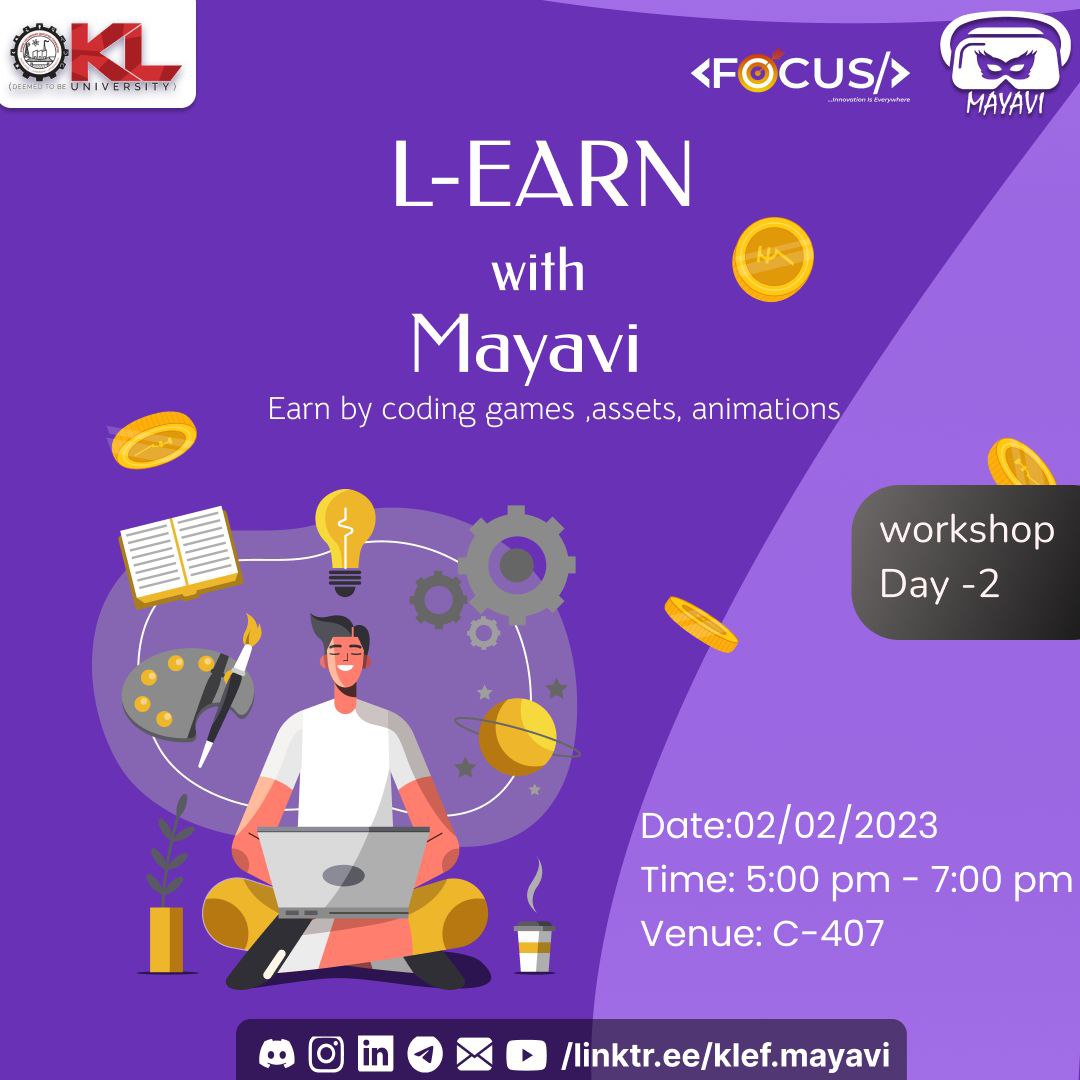 KL
(DEEMED TO BE UNIVERSITY)
<FOCUS/>
...Innovation Is Everywhere
MAYAVI
L-EARN
with
Mayavi
Earn by coding games ,assets, animations
workshop
Day -2
Date:02/02/2023
Time: 5:00 pm - 7:00 pm
Venue: C-407
in
/linktr.ee/klef.mayavi